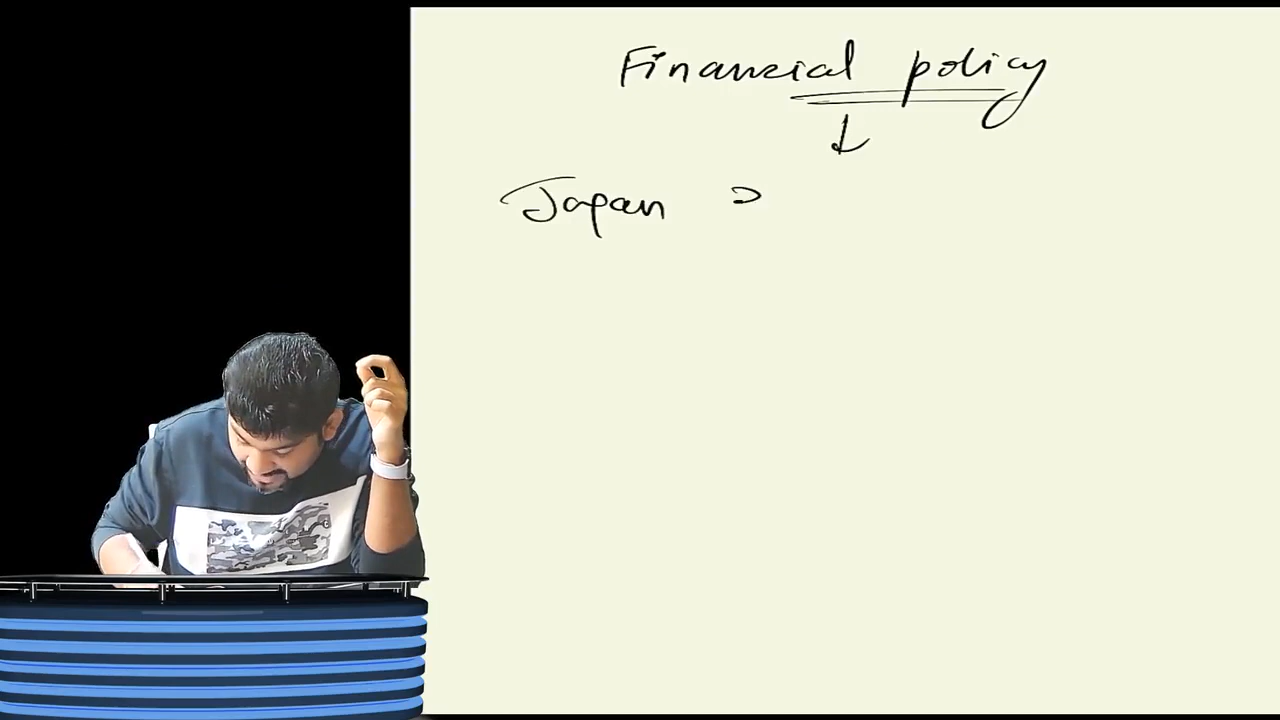 Financial policy
↓
Japan ⇒